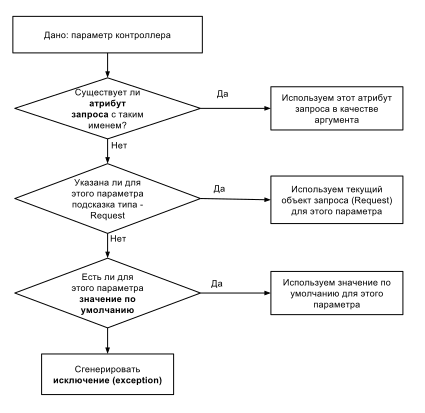 Дано: параметр контроллера
Существует ли
атрибут
запроса с таким
именем?
Да
Используем этот атрибут
запроса в качестве
аргумента
Нет
Указана ли для
этого параметра
подсказка типа -
Request
Да
Используем текущий
объект запроса (Request)
для этого параметра
Нет
Есть ли для
этого параметра
значение по
умолчанию
Да
Используем значение по
умолчанию для этого
параметра
Сгенерировать
исключение (exception)